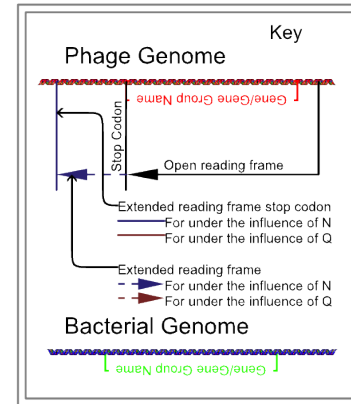 Key
Phage Genome
Gene/Gene Group Name
Stop Codon
Open reading frame
Extended reading frame stop codon
For under the influence of N
For under the influence of Q
Extended reading frame
For under the influence of N
For under the influence of Q
Bacterial Genome
Gene/Gene Group Name